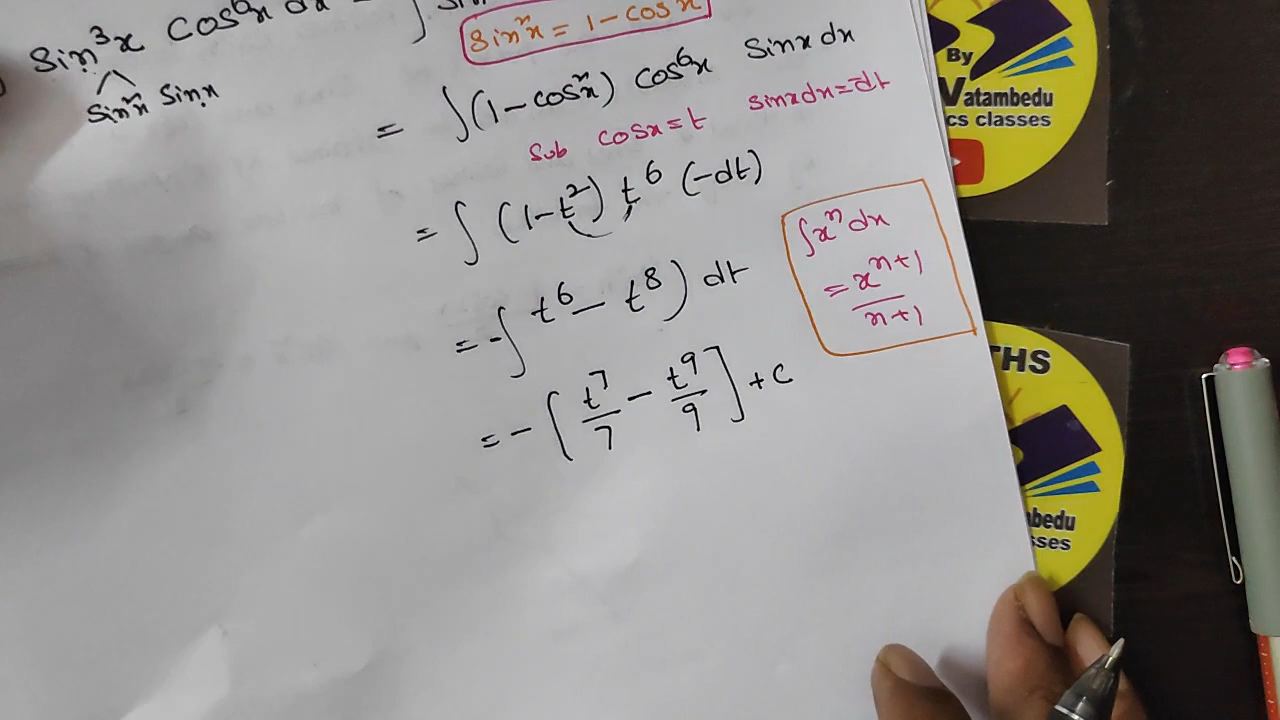 Sin³x cos⁶x dx
Sin²x Sinx
Sin²x = 1 - cos²x
= ∫(1-cos²x) cos⁶x Sinx dx
Sub cosx = t sinxdx = -dt
= ∫ (1-t²) t⁶ (-dt)
= -∫ t⁶ - t⁸) dt
= - [ t⁷/7 - t⁹/9 ] + c
∫xⁿ dx
= xⁿ⁺¹
n+1
By
Vatambedu
cs classes
THS
bedu
sses